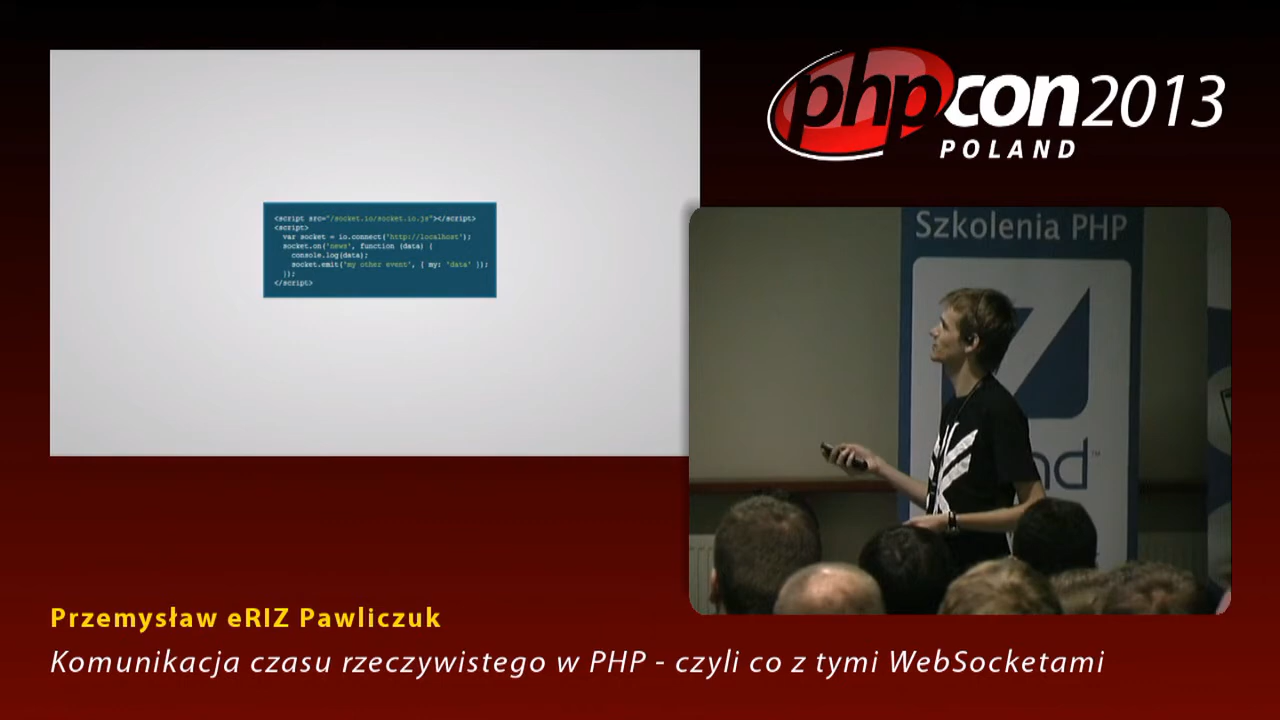 phpcon2013
POLAND
<script src="/socket.io/socket.io.js"></script>
<script>
  var socket = io.connect('http://localhost');
  socket.on('news', function (data) {
    console.log(data);
    socket.emit('my other event', { my: 'data' });
  });
</script>
Szkolenia PHP
nd™
Przemysław eRIZ Pawliczuk
Komunikacja czasu rzeczywistego w PHP - czyli co z tymi WebSocketami